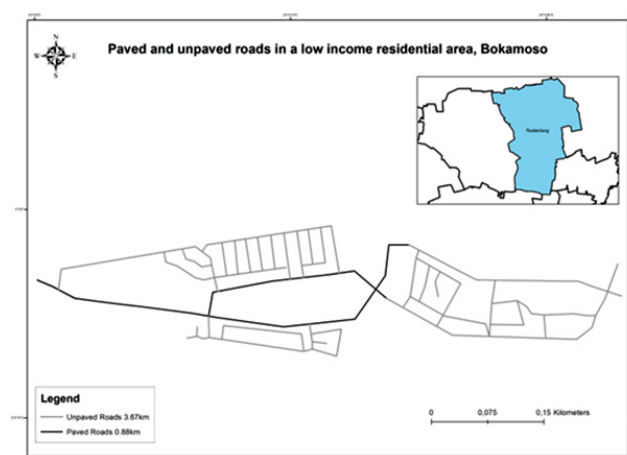 Paved and unpaved roads in a low income residential area, Bokamoso
N
W E
S
Rustenburg
Legend
Unpaved Roads 3.67km
Paved Roads 0.88km
0 0,075 0,15 Kilometers